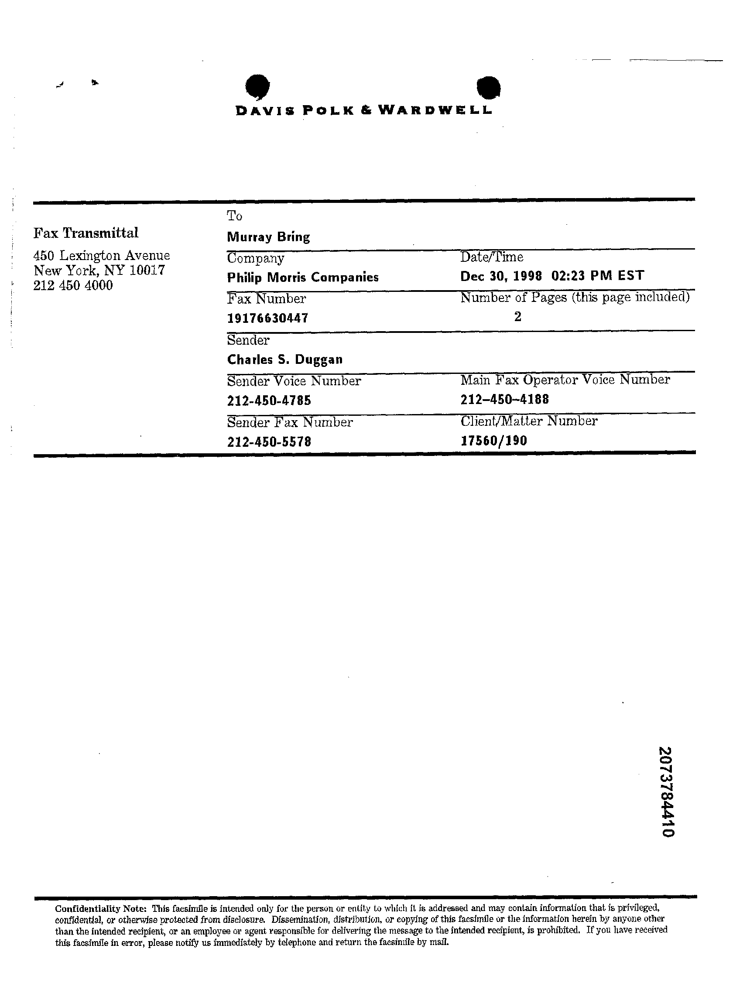 DAVIS POLK & WARDWELL
Fax Transmittal
450 Lexington Avenue
New York, NY 10017
212 450 4000
To
Murray Bring
Company
Philip Morris Companies
Date/Time
Dec 30, 1998 02:23 PM EST
Fax Number
19176630447
Number of Pages (this page included)
2
Sender
Charles S. Duggan
Sender Voice Number
212-450-4785
Main Fax Operator Voice Number
212–450–4188
Sender Fax Number
212-450-5578
Client/Matter Number
17560/190
2073784410
Confidentiality Note: This facsimile is intended only for the person or entity to which it is addressed and may contain information that is privileged,
confidential, or otherwise protected from disclosure. Dissemination, distribution, or copying of this facsimile or the information herein by anyone other
than the intended recipient, or an employee or agent responsible for delivering the message to the intended recipient, is prohibited. If you have received
this facsimile in error, please notify us immediately by telephone and return the facsimile by mail.